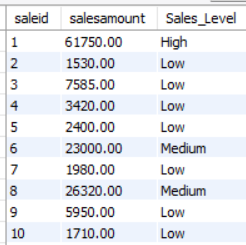 saleid salesamount Sales_Level
1 61750.00 High
2 1530.00 Low
3 7585.00 Low
4 3420.00 Low
5 2400.00 Low
6 23000.00 Medium
7 1980.00 Low
8 26320.00 Medium
9 5950.00 Low
10 1710.00 Low